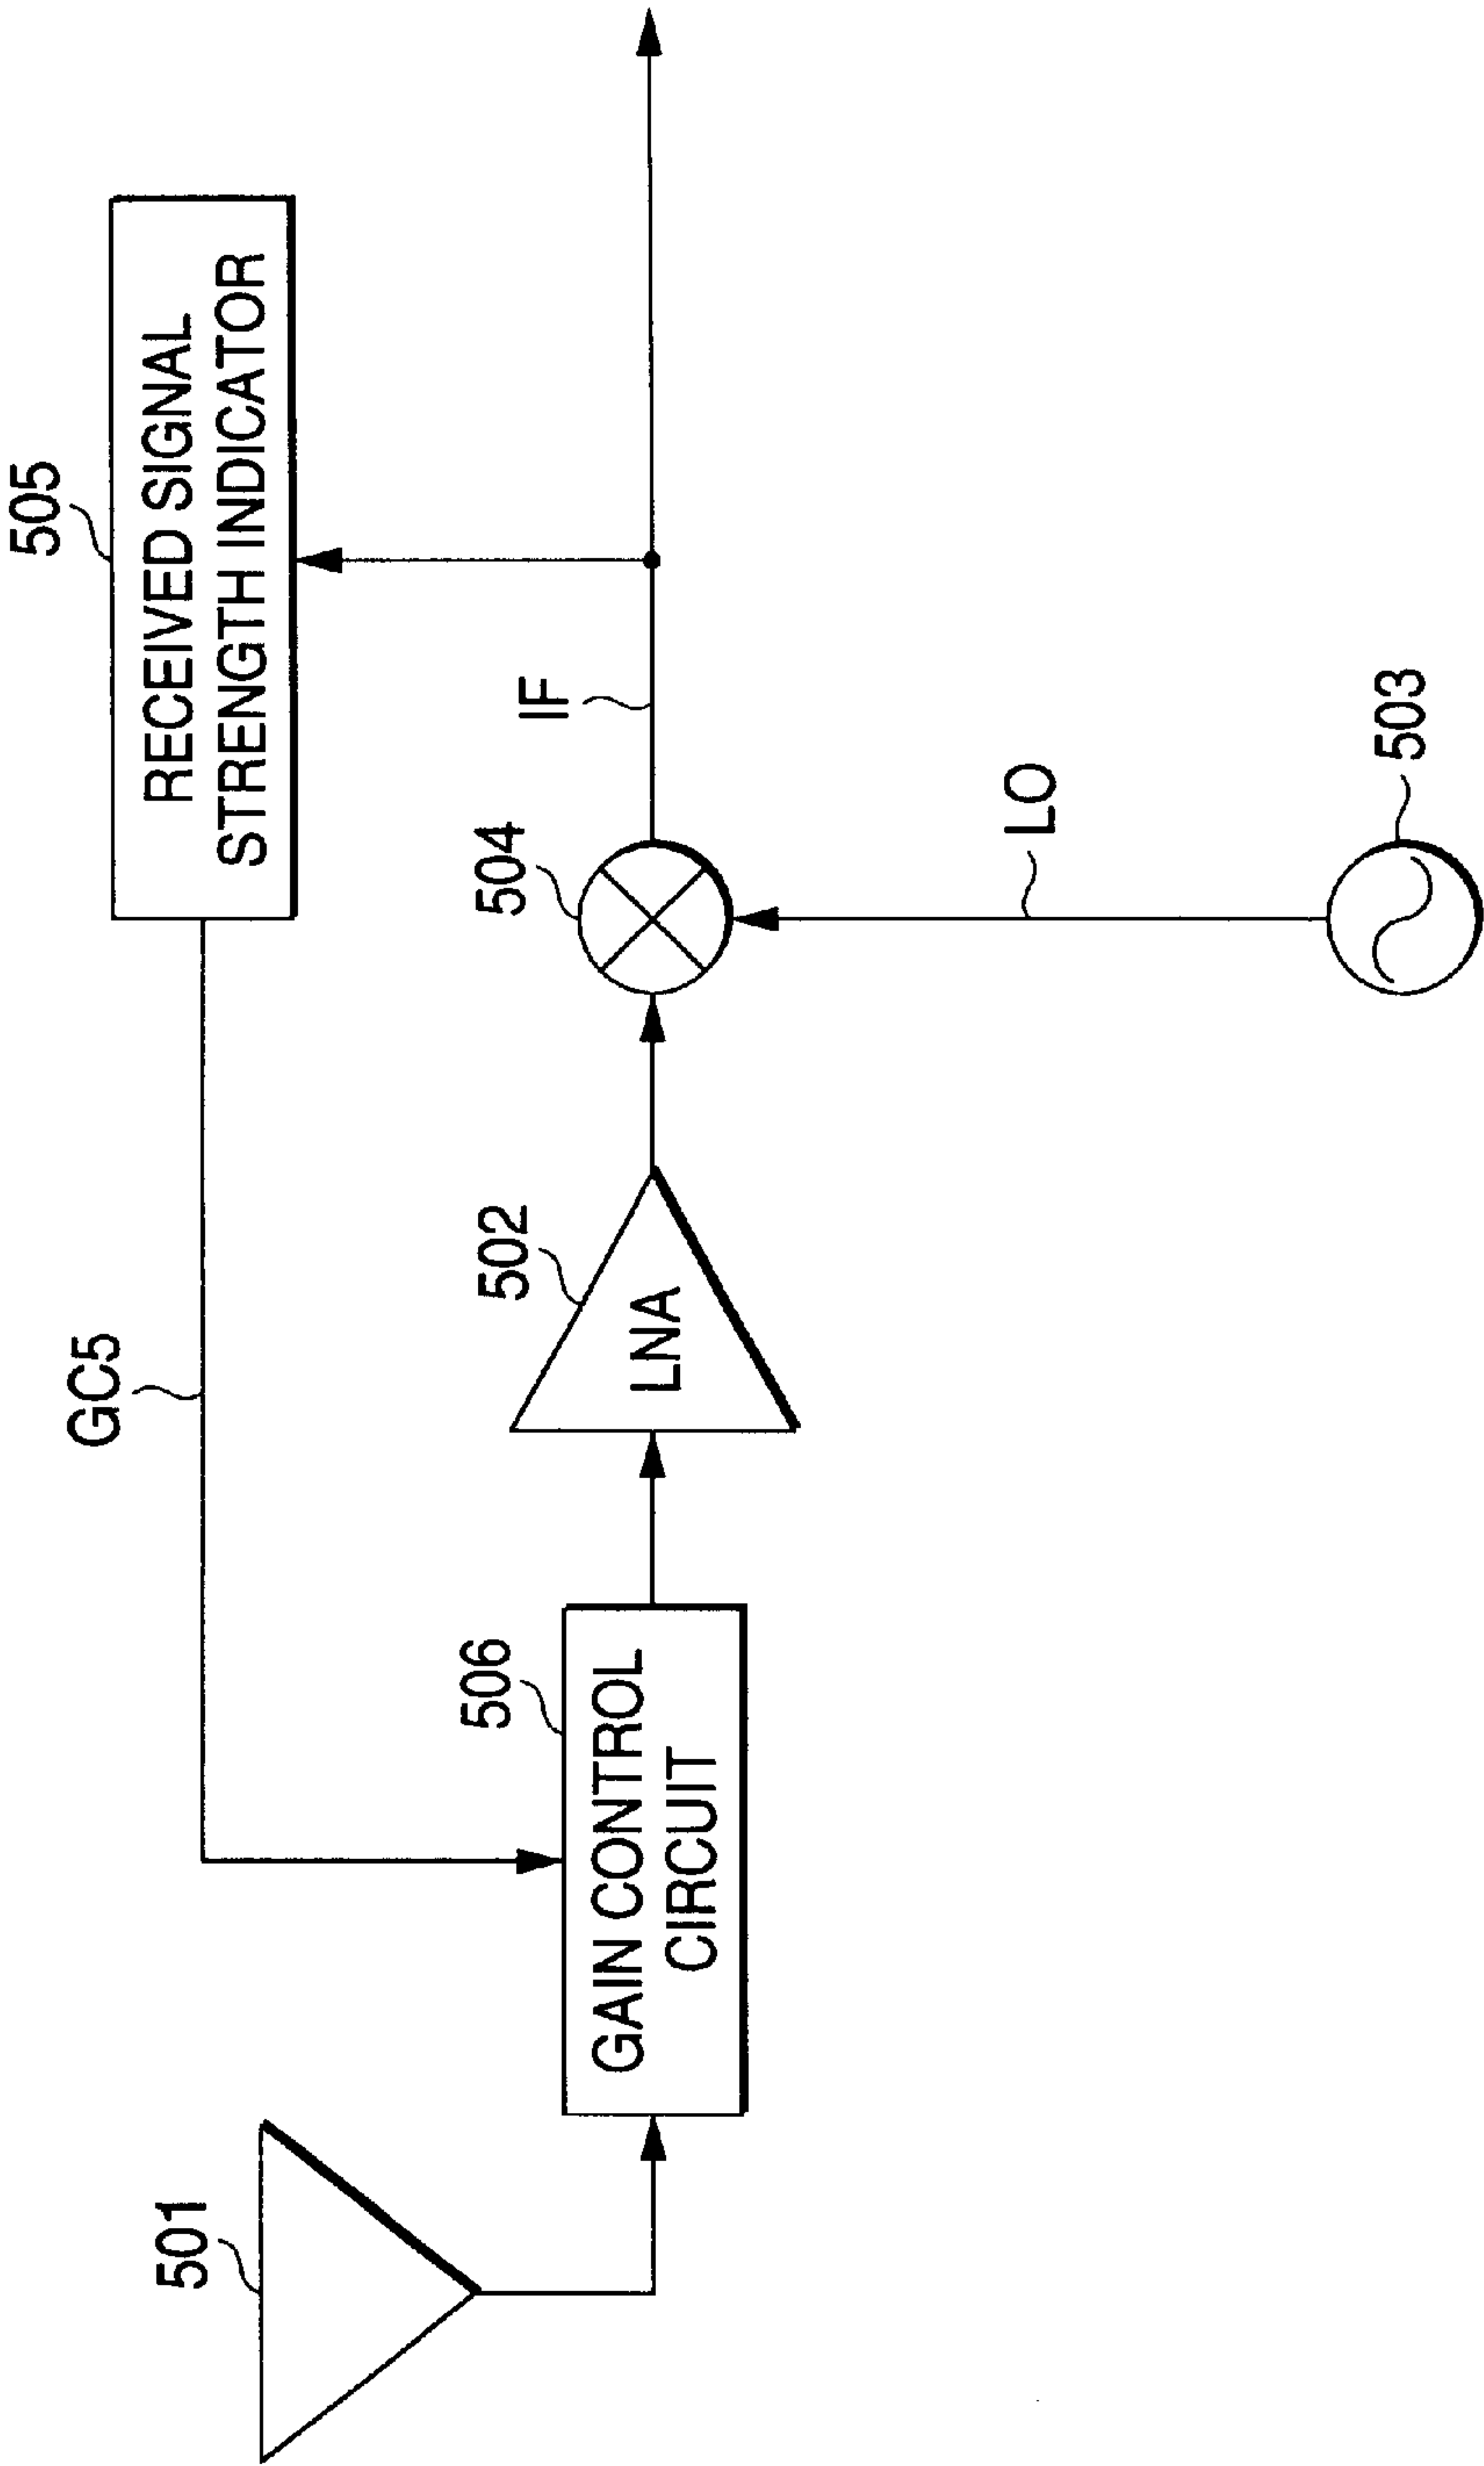 501
506
GAIN CONTROL
CIRCUIT
GC5
502
LNA
504
LO
503
IF
505
RECEIVED SIGNAL
STRENGTH INDICATOR